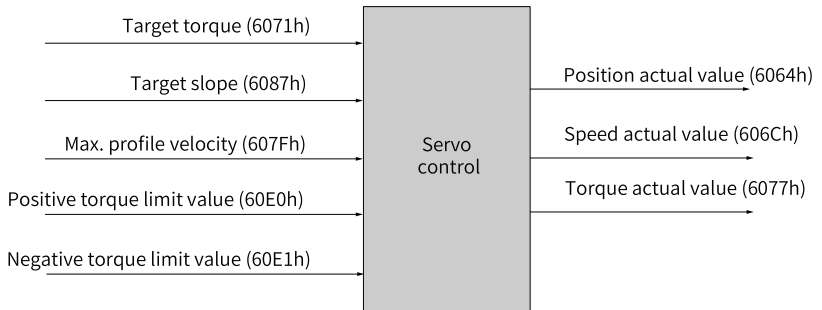 Target torque (6071h)
Target slope (6087h)
Max. profile velocity (607Fh)
Positive torque limit value (60E0h)
Negative torque limit value (60E1h)
Servo
control
Position actual value (6064h)
Speed actual value (606Ch)
Torque actual value (6077h)